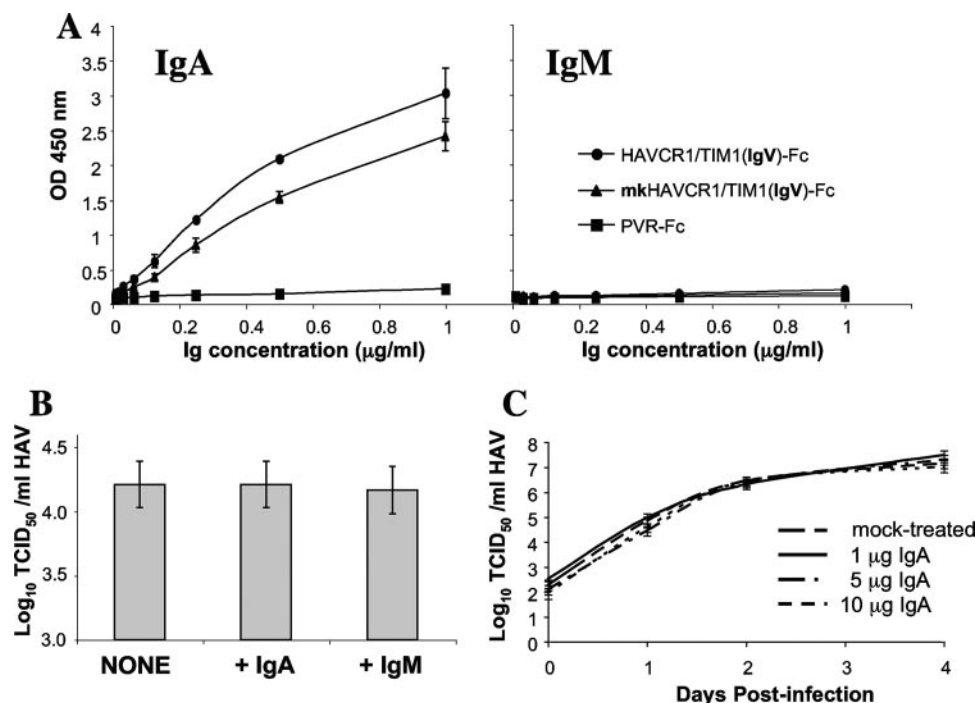 A
IgA
IgM
OD 450 nm
4
3.5
3
2.5
2
1.5
1
0.5
0
HAVCR1/TIM1(IgV)-Fc
mkHAVCR1/TIM1(IgV)-Fc
PVR-Fc
0 0.2 0.4 0.6 0.8 1
0 0.2 0.4 0.6 0.8 1
Ig concentration (µg/ml)
Ig concentration (µg/ml)
B
Log10 TCID50 /ml HAV
4.5
4.0
3.5
3.0
NONE + IgA + IgM
C
Log10 TCID50 /ml HAV
8
7
6
5
4
3
2
1
0
mock-treated
1 µg IgA
5 µg IgA
10 µg IgA
0 1 2 3 4
Days Post-infection